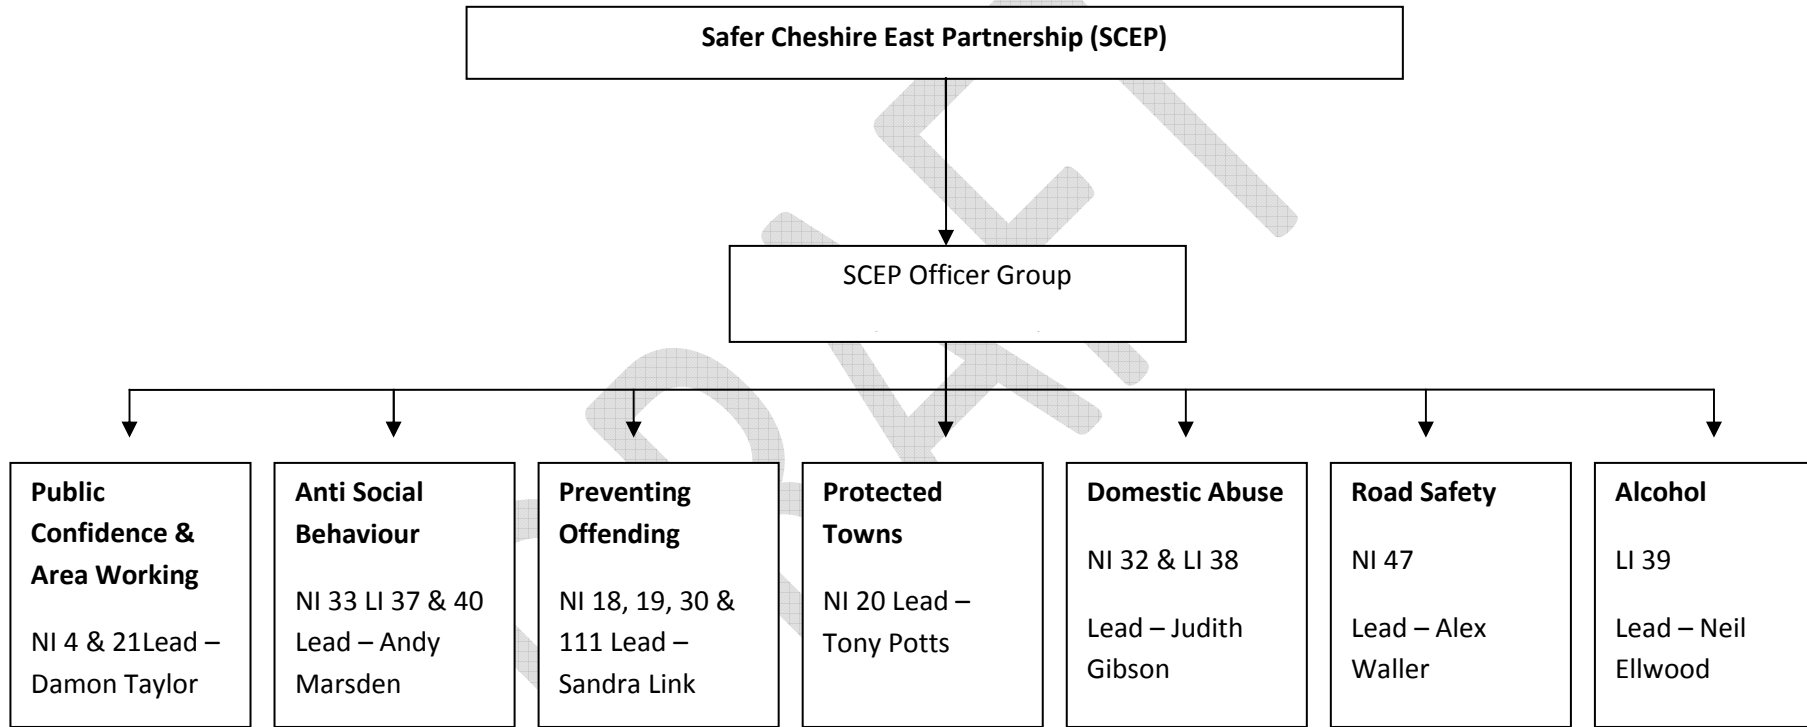 Safer Cheshire East Partnership (SCEP)
SCEP Officer Group
Public
Confidence &
Area Working
NI 4 & 21Lead –
Damon Taylor
Anti Social
Behaviour
NI 33 LI 37 & 40
Lead – Andy
Marsden
Preventing
Offending
NI 18, 19, 30 &
111 Lead –
Sandra Link
Protected
Towns
NI 20 Lead –
Tony Potts
Domestic Abuse
NI 32 & LI 38
Lead – Judith
Gibson
Road Safety
NI 47
Lead – Alex
Waller
Alcohol
LI 39
Lead – Neil
Ellwood
DRAFT